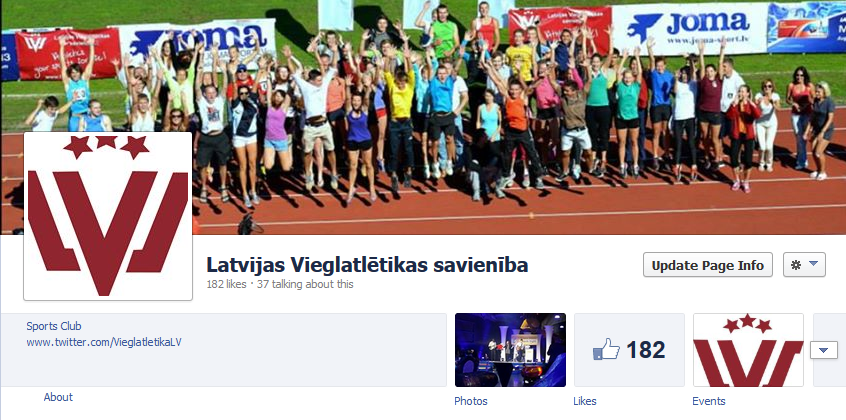 JOMA
JOMA
www.joma-sport.lv
Latvijas Vieglatlētikas savienība
182 likes · 37 talking about this
Update Page Info
Sports Club
www.twitter.com/VieglatletikaLV
182
About
Photos
Likes
Events